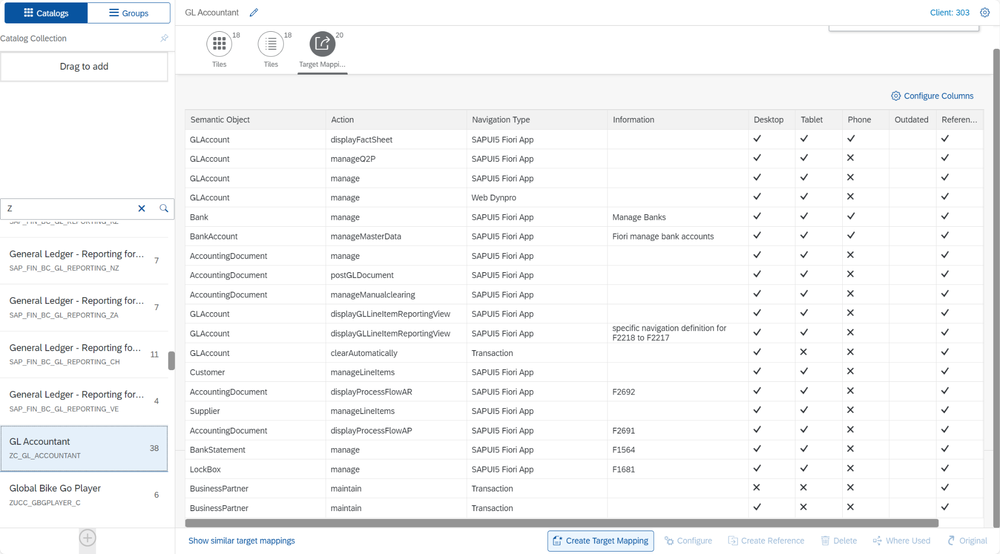 Catalogs
Groups
GL Accountant
Client: 303
Catalog Collection
Drag to add
18
Tiles
18
Tiles
20
Target Mappi...
Configure Columns
Z
SAP_FIN_BC_GL_REPORTING_KZ
General Ledger - Reporting for...
7
SAP_FIN_BC_GL_REPORTING_NZ
General Ledger - Reporting for...
7
SAP_FIN_BC_GL_REPORTING_ZA
General Ledger - Reporting fo...
11
SAP_FIN_BC_GL_REPORTING_CH
General Ledger - Reporting for...
4
SAP_FIN_BC_GL_REPORTING_VE
GL Accountant
38
ZC_GL_ACCOUNTANT
Global Bike Go Player
6
ZUCC_GBGPLAYER_C
Semantic Object Action Navigation Type Information Desktop Tablet Phone Outdated Referen...
GLAccount displayFactSheet SAPUI5 Fiori App
GLAccount manageQ2P SAPUI5 Fiori App
GLAccount manage SAPUI5 Fiori App
GLAccount manage Web Dynpro
Bank manage SAPUI5 Fiori App Manage Banks
BankAccount manageMasterData SAPUI5 Fiori App Fiori manage bank accounts
AccountingDocument manage SAPUI5 Fiori App
AccountingDocument postGLDocument SAPUI5 Fiori App
AccountingDocument manageManualclearing SAPUI5 Fiori App
GLAccount displayGLLineItemReportingView SAPUI5 Fiori App
GLAccount displayGLLineItemReportingView SAPUI5 Fiori App specific navigation definition for
F2218 to F2217
GLAccount clearAutomatically Transaction
Customer manageLineItems SAPUI5 Fiori App
AccountingDocument displayProcessFlowAR SAPUI5 Fiori App F2692
Supplier manageLineItems SAPUI5 Fiori App
AccountingDocument displayProcessFlowAP SAPUI5 Fiori App F2691
BankStatement manage SAPUI5 Fiori App F1564
LockBox manage SAPUI5 Fiori App F1681
BusinessPartner maintain Transaction
BusinessPartner maintain Transaction
Show similar target mappings
Create Target Mapping
Configure
Create Reference
Delete
Where Used
Original